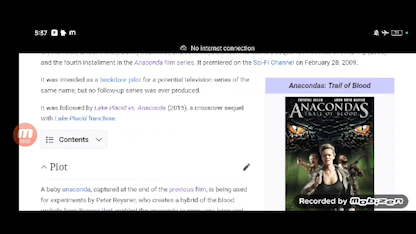 5:37
No internet connection
and the fourth installment in the Anaconda film series. It premiered on the Sci-Fi Channel on February 28, 2009.
It was intended as a backdoor pilot for a potential television series of the
same name, but no follow-up series was ever produced.
It was followed by Lake Placid vs. Anaconda (2015), a crossover sequel
with Lake Placid franchise.
Contents
Plot
A baby anaconda, captured at the end of the previous film, is being used
for experiments by Peter Reysner, who creates a hybrid of the blood
Anacondas: Trail of Blood
ANACONDAS
TRAIL OF BLOOD
Recorded by mobizen